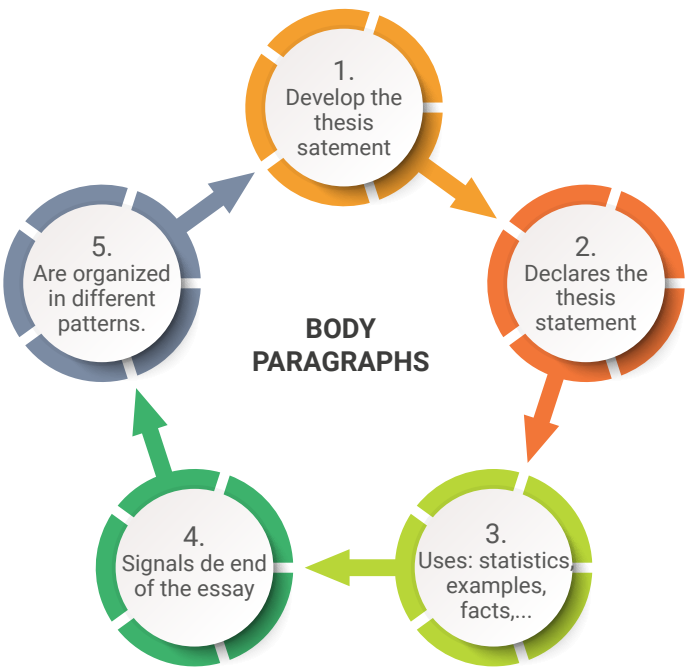 1.
Develop the
thesis
satement
2.
Declares the
thesis
statement
3.
Uses: statistics,
examples,
facts,...
4.
Signals de end
of the essay
5.
Are organized
in different
patterns.
BODY
PARAGRAPHS